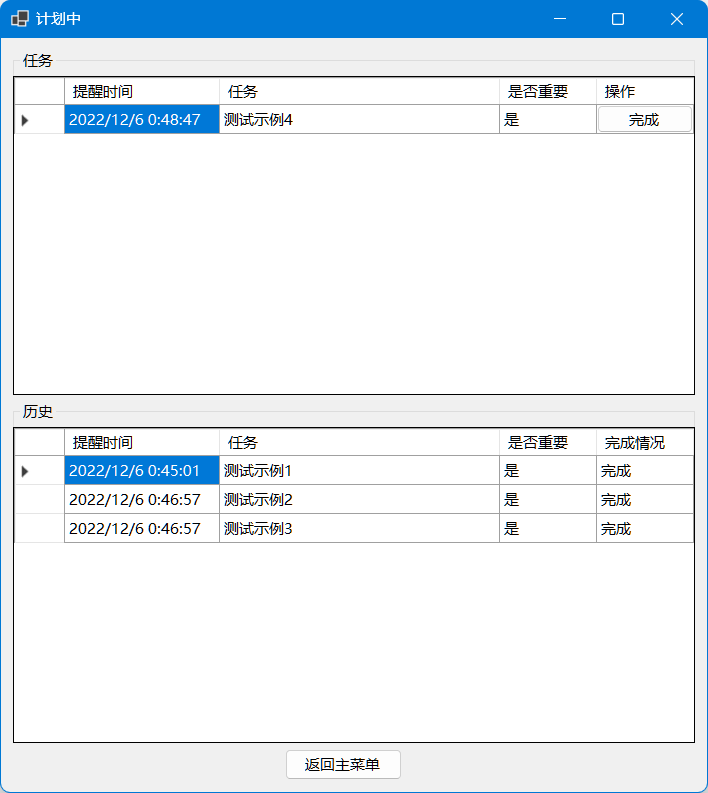 计划中
任务
提醒时间 任务 是否重要 操作
2022/12/6 0:48:47 测试示例4 是 完成
历史
提醒时间 任务 是否重要 完成情况
2022/12/6 0:45:01 测试示例1 是 完成
2022/12/6 0:46:57 测试示例2 是 完成
2022/12/6 0:46:57 测试示例3 是 完成
返回主菜单